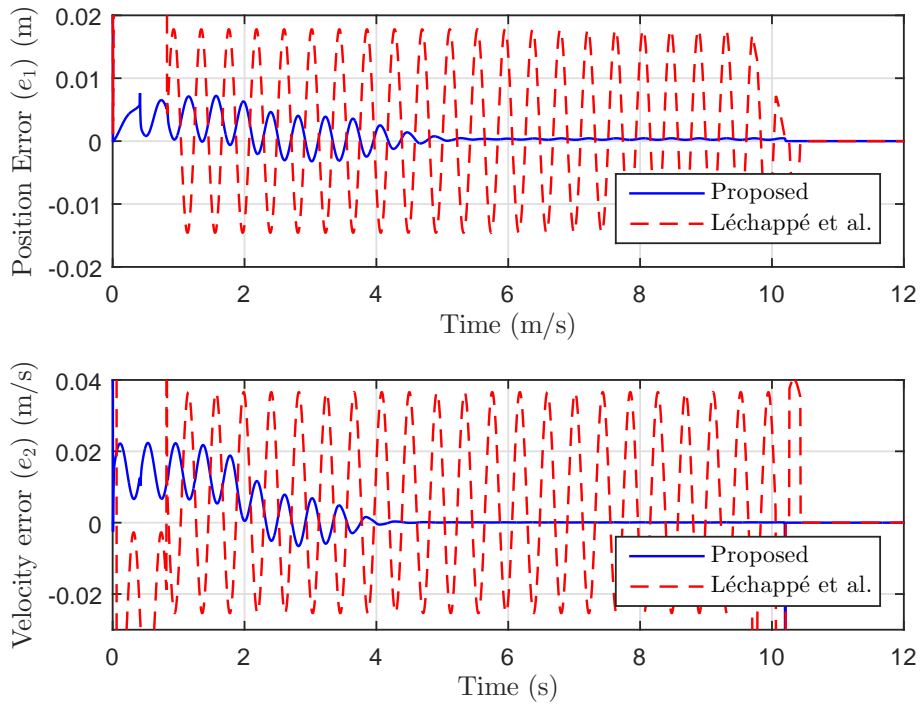 Position Error (e₁) (m)
0.02
0.01
0
-0.01
-0.02
Proposed
Léchappé et al.
0 2 4 6 8 10 12
Time (m/s)
Velocity error (e₂) (m/s)
0.04
0.02
0
-0.02
Proposed
Léchappé et al.
0 2 4 6 8 10 12
Time (s)